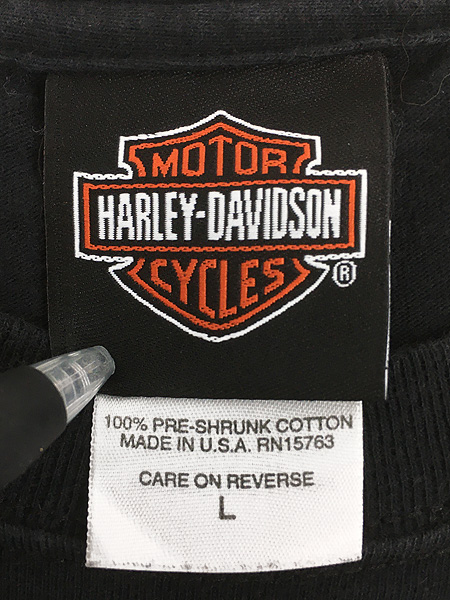 MOTOR
HARLEY-DAVIDSON
CYCLES
®
100% PRE-SHRUNK COTTON
MADE IN U.S.A. RN15763
CARE ON REVERSE
L